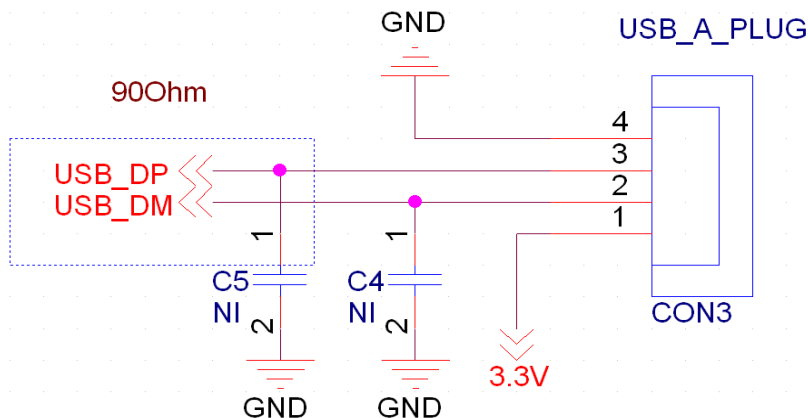 GND
USB_A_PLUG
90Ohm
4
USB_DP
3
USB_DM
2
1
1
1
C5
C4
NI
NI
2
2
CON3
3.3V
GND
GND